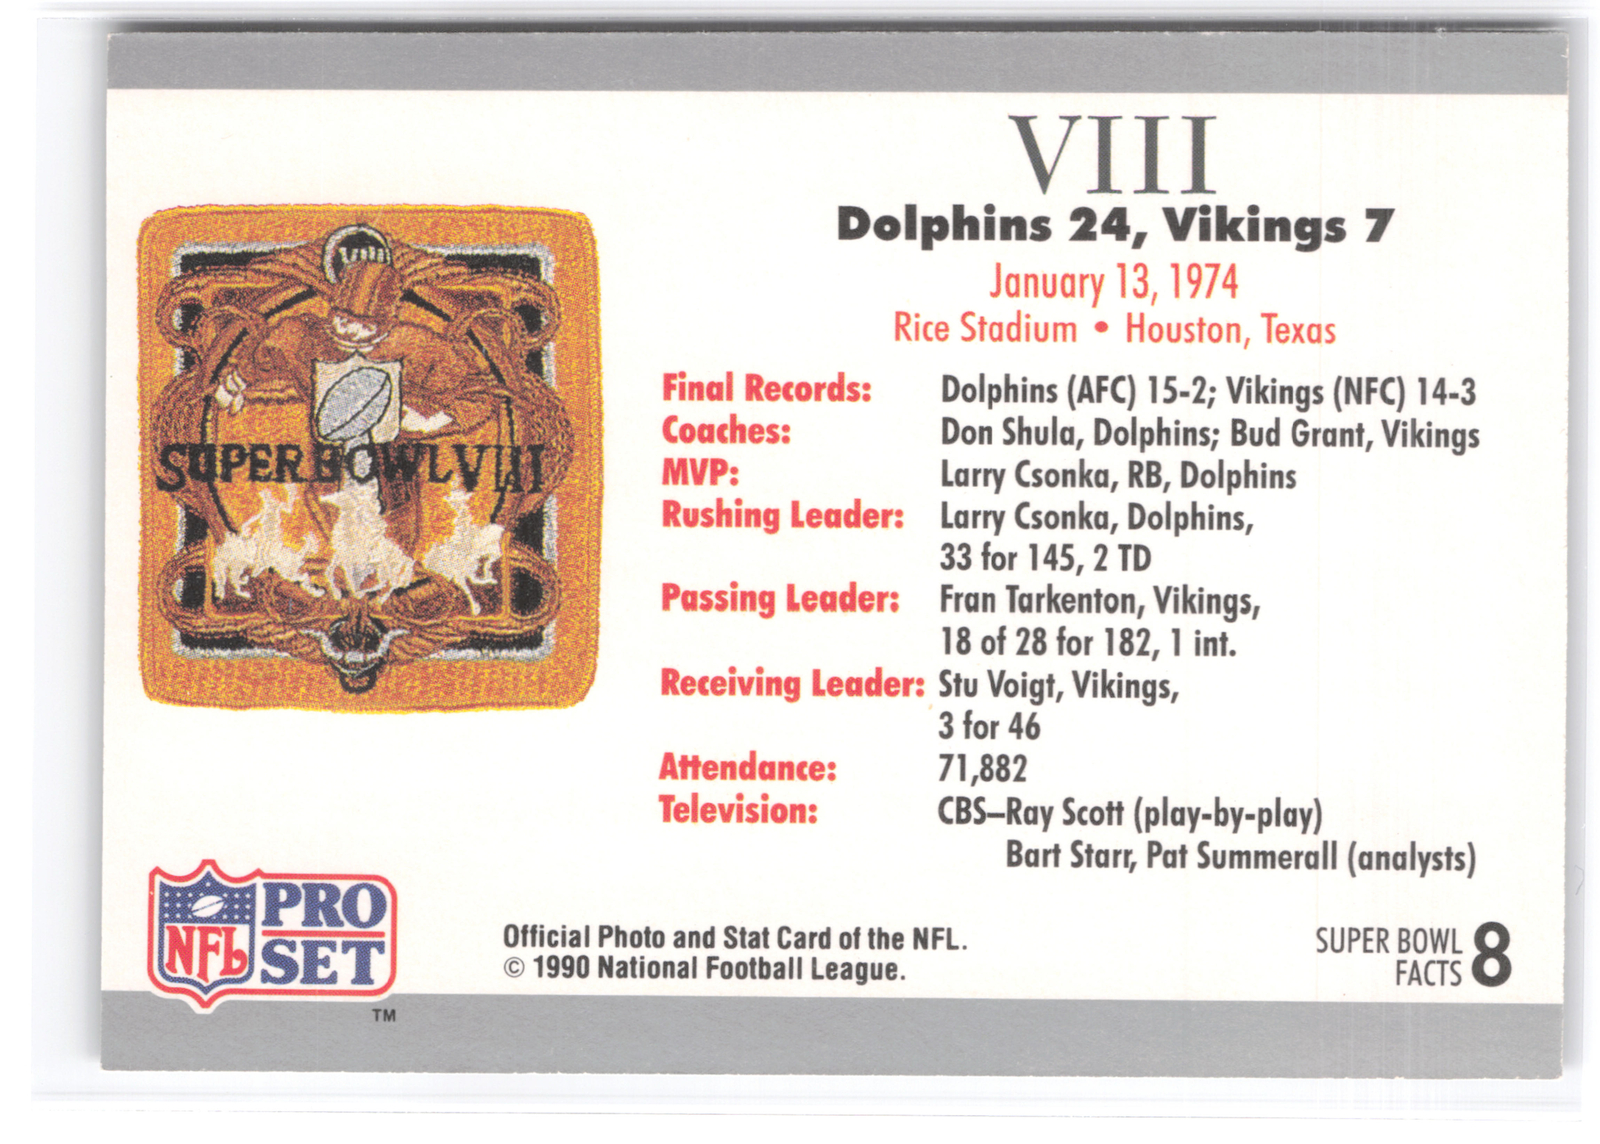 VIII
Dolphins 24, Vikings 7
January 13, 1974
Rice Stadium • Houston, Texas
SUPER BOWL VIII
Final Records: Dolphins (AFC) 15-2; Vikings (NFC) 14-3
Coaches: Don Shula, Dolphins; Bud Grant, Vikings
MVP: Larry Csonka, RB, Dolphins
Rushing Leader: Larry Csonka, Dolphins,
33 for 145, 2 TD
Passing Leader: Fran Tarkenton, Vikings,
18 of 28 for 182, 1 int.
Receiving Leader: Stu Voigt, Vikings,
3 for 46
Attendance: 71,882
Television: CBS–Ray Scott (play-by-play)
Bart Starr, Pat Summerall (analysts)
NFL PRO
SET
TM
Official Photo and Stat Card of the NFL.
© 1990 National Football League.
SUPER BOWL
FACTS 8